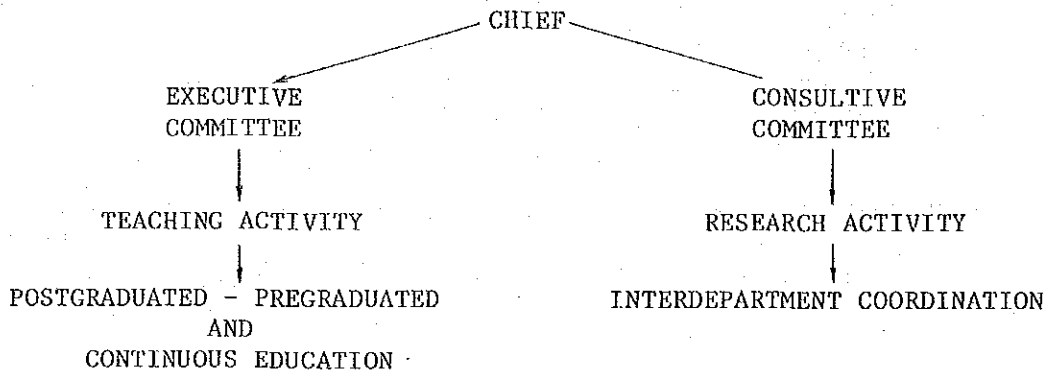 CHIEF
EXECUTIVE
COMMITTEE
CONSULTIVE
COMMITTEE
TEACHING ACTIVITY
RESEARCH ACTIVITY
POSTGRADUATED - PREGRADUATED
AND
CONTINUOUS EDUCATION
INTERDEPARTMENT COORDINATION